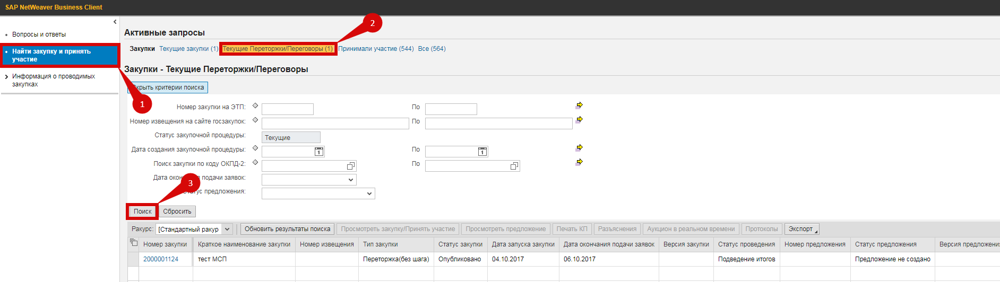 SAP NetWeaver Business Client
Вопросы и ответы
Найти закупку и принять
участие
Информация о проводимых
закупках
1
2
Активные запросы
Закупки Текущие закупки (1) Текущие Переторжки/Переговоры (1) Принимали участие (544) Все (564)
Закупки - Текущие Переторжки/Переговоры
крыть критерии поиска
Номер закупки на ЭТП: По
Номер извещения на сайте госзакупок: По
Статус закупочной процедуры: Текущие
Дата создания закупочной процедуры: 1 По 1
Поиск закупки по коду ОКПД-2: По
Дата окон я подачи заявок:
3
татус предложения:
Поиск Сбросить
Ракурс: [Стандартный ракур Обновить результаты поиска Просмотреть закупку/Принять участие Просмотреть предложение Печать КП Разъяснения Аукцион в реальном времени Протоколы Экспорт
Номер закупки Краткое наименование закупки Номер извещения Тип закупки Статус закупки Дата запуска закупки Дата окончания подачи заявок Версия закупки Статус проведения Номер предложения Статус предложения Версия предложени
2000001124 тест МСП Переторжка(без шага) Опубликовано 04.10.2017 06.10.2017 Подведение итогов Предложение не создано